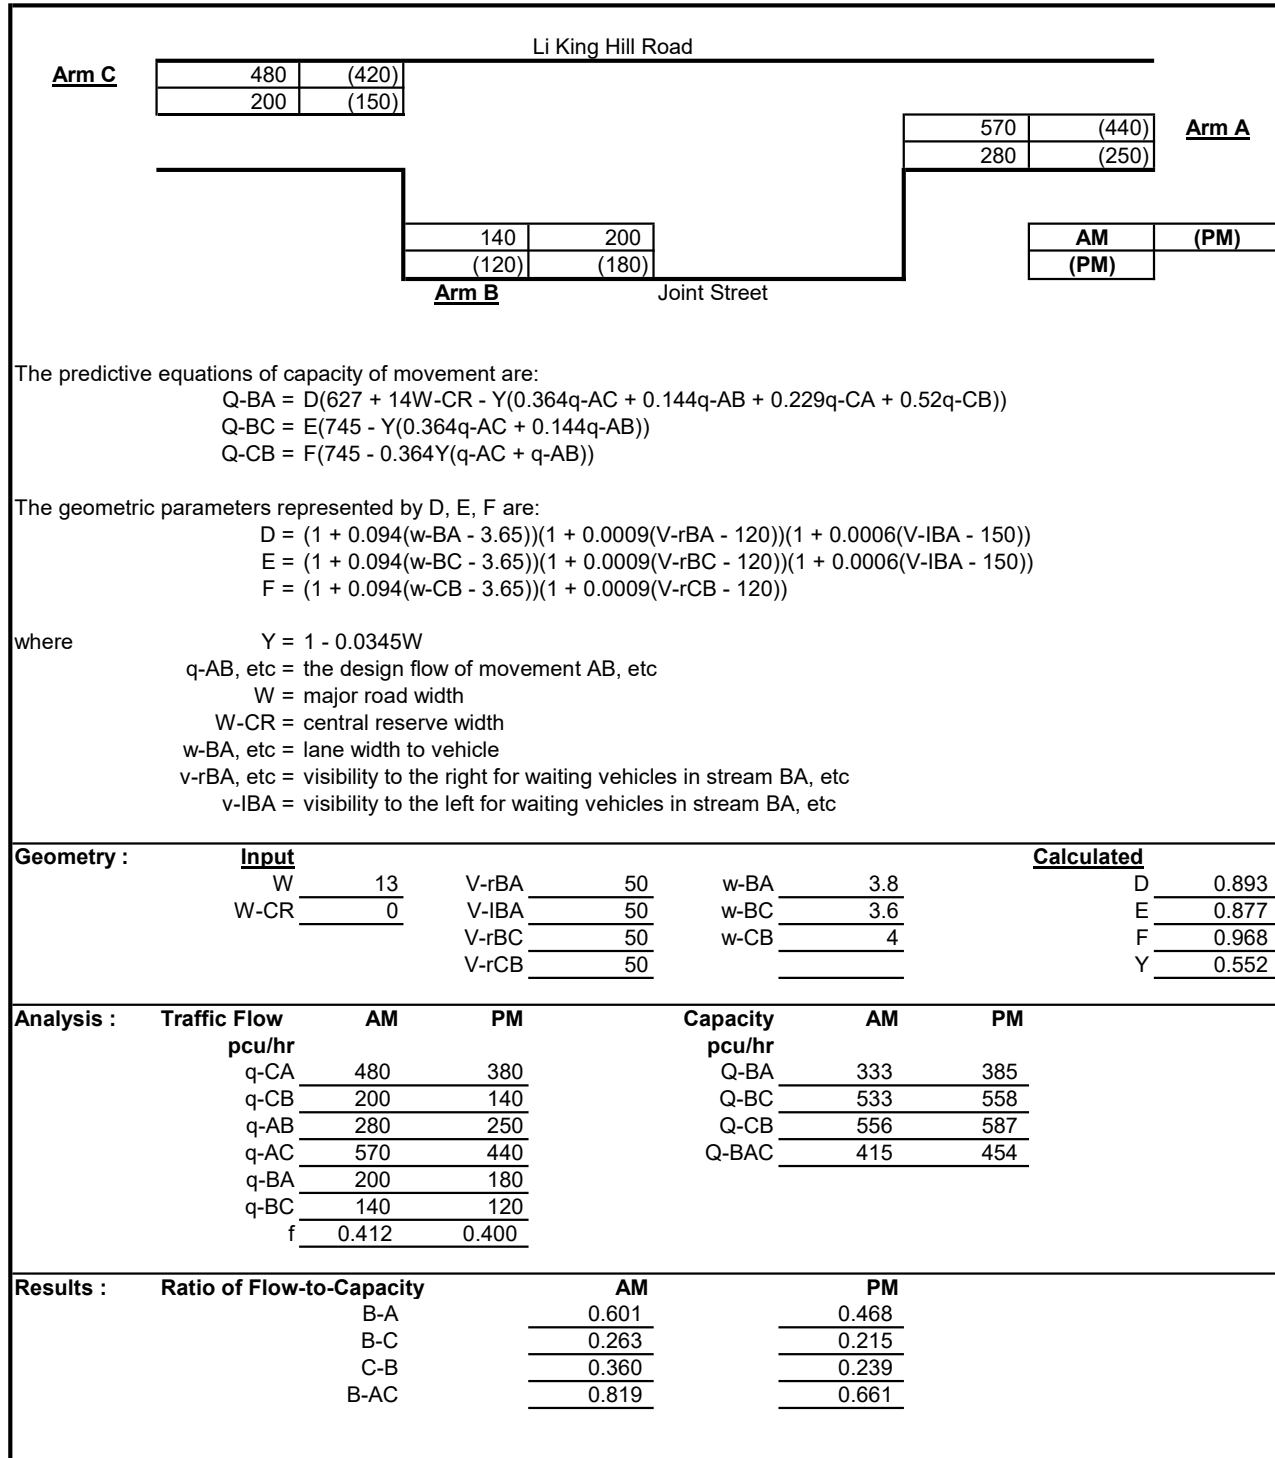 Li King Hill Road
Arm C 480 (420)
200 (150)
570 (440) Arm A
280 (250)
140 200 AM (PM)
(120) (180) (PM)
Arm B Joint Street
The predictive equations of capacity of movement are:
Q-BA = D(627 + 14W-CR - Y(0.364q-AC + 0.144q-AB + 0.229q-CA + 0.52q-CB))
Q-BC = E(745 - Y(0.364q-AC + 0.144q-AB))
Q-CB = F(745 - 0.364Y(q-AC + q-AB))
The geometric parameters represented by D, E, F are:
D = (1 + 0.094(w-BA - 3.65))(1 + 0.0009(V-rBA - 120))(1 + 0.0006(V-IBA - 150))
E = (1 + 0.094(w-BC - 3.65))(1 + 0.0009(V-rBC - 120))(1 + 0.0006(V-IBA - 150))
F = (1 + 0.094(w-CB - 3.65))(1 + 0.0009(V-rCB - 120))
where Y = 1 - 0.0345W
q-AB, etc = the design flow of movement AB, etc
W = major road width
W-CR = central reserve width
w-BA, etc = lane width to vehicle
v-rBA, etc = visibility to the right for waiting vehicles in stream BA, etc
v-IBA = visibility to the left for waiting vehicles in stream BA, etc
Geometry : Input Calculated
W 13 V-rBA 50 w-BA 3.8 D 0.893
W-CR 0 V-IBA 50 w-BC 3.6 E 0.877
V-rBC 50 w-CB 4 F 0.968
V-rCB 50 Y 0.552
Analysis : Traffic Flow AM PM Capacity AM PM
pcu/hr pcu/hr
q-CA 480 380 Q-BA 333 385
q-CB 200 140 Q-BC 533 558
q-AB 280 250 Q-CB 556 587
q-AC 570 440 Q-BAC 415 454
q-BA 200 180
q-BC 140 120
f 0.412 0.400
Results : Ratio of Flow-to-Capacity AM PM
B-A 0.601 0.468
B-C 0.263 0.215
C-B 0.360 0.239
B-AC 0.819 0.661